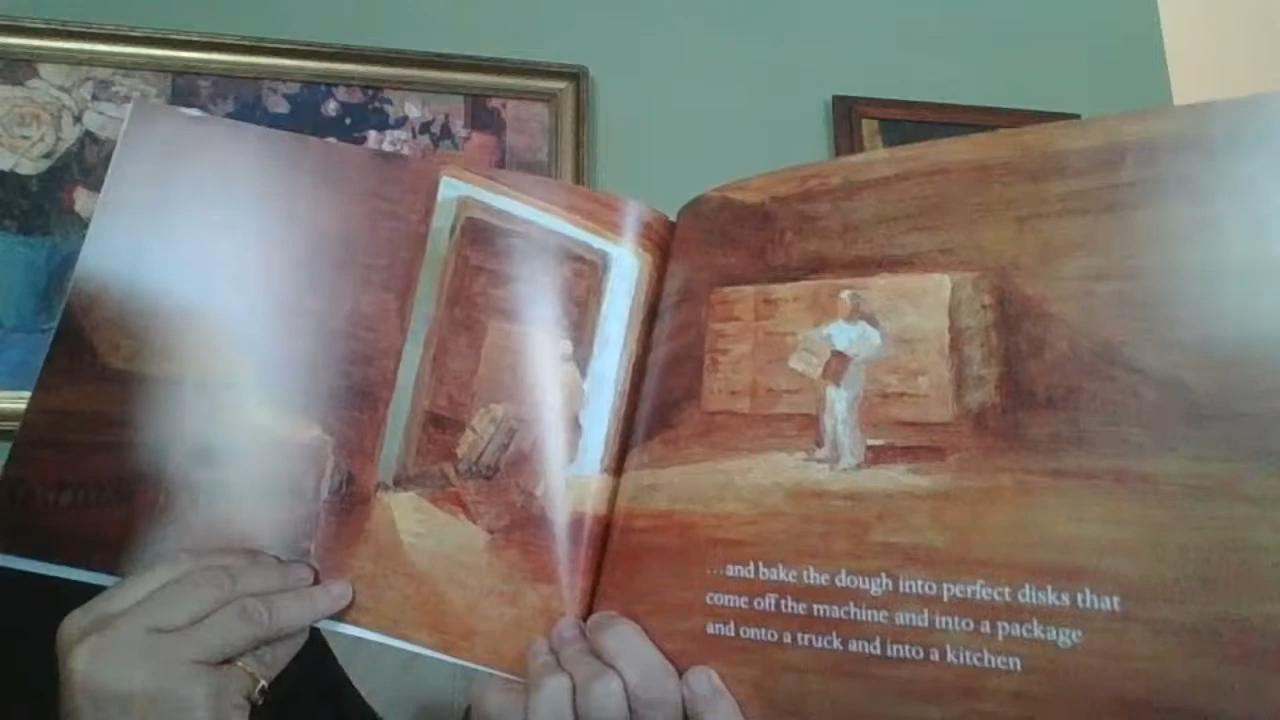 ...and bake the dough into perfect disks that
come off the machine and into a package
and onto a truck and into a kitchen